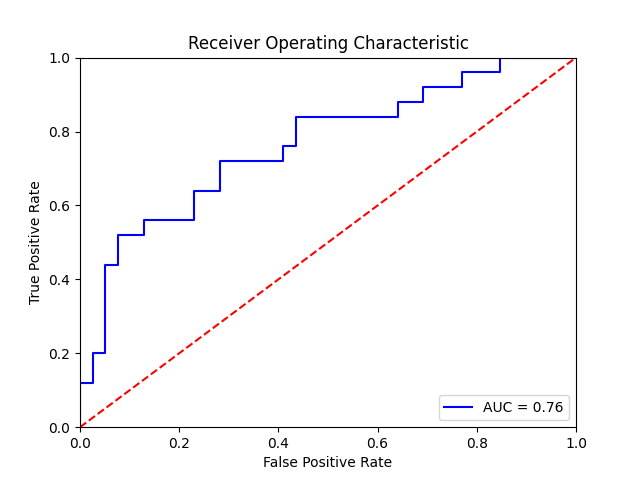 Receiver Operating Characteristic
True Positive Rate
1.0
0.8
0.6
0.4
0.2
0.0
AUC = 0.76
0.0 0.2 0.4 0.6 0.8 1.0
False Positive Rate